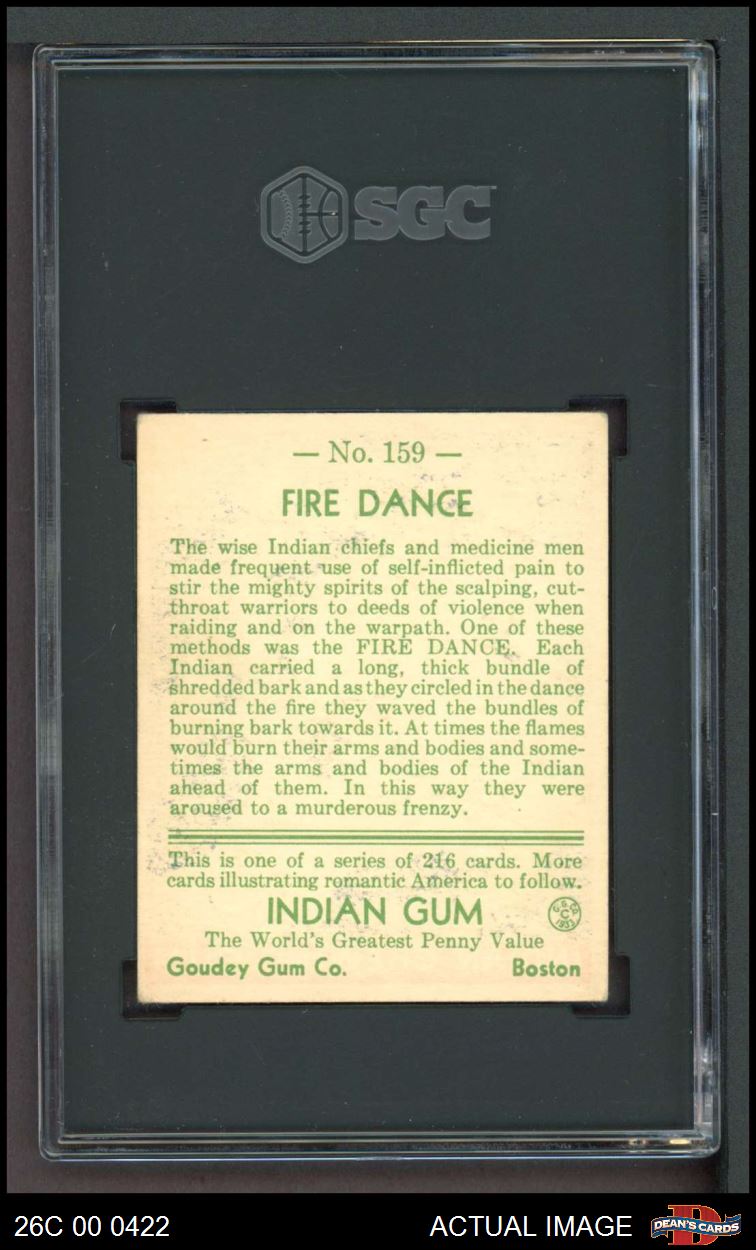 SGC
— No. 159 —
FIRE DANCE
The wise Indian chiefs and medicine men
made frequent use of self-inflicted pain to
stir the mighty spirits of the scalping, cut-
throat warriors to deeds of violence when
raiding and on the warpath. One of these
methods was the FIRE DANCE. Each
Indian carried a long, thick bundle of
shredded bark and as they circled in the dance
around the fire they waved the bundles of
burning bark towards it. At times the flames
would burn their arms and bodies and some-
times the arms and bodies of the Indian
ahead of them. In this way they were
aroused to a murderous frenzy.
This is one of a series of 216 cards. More
cards illustrating romantic America to follow.
INDIAN GUM
G. G. Co.
C
1933
The World's Greatest Penny Value
Goudey Gum Co. Boston
26C 00 0422 ACTUAL IMAGE
D
DEAN'S CARDS